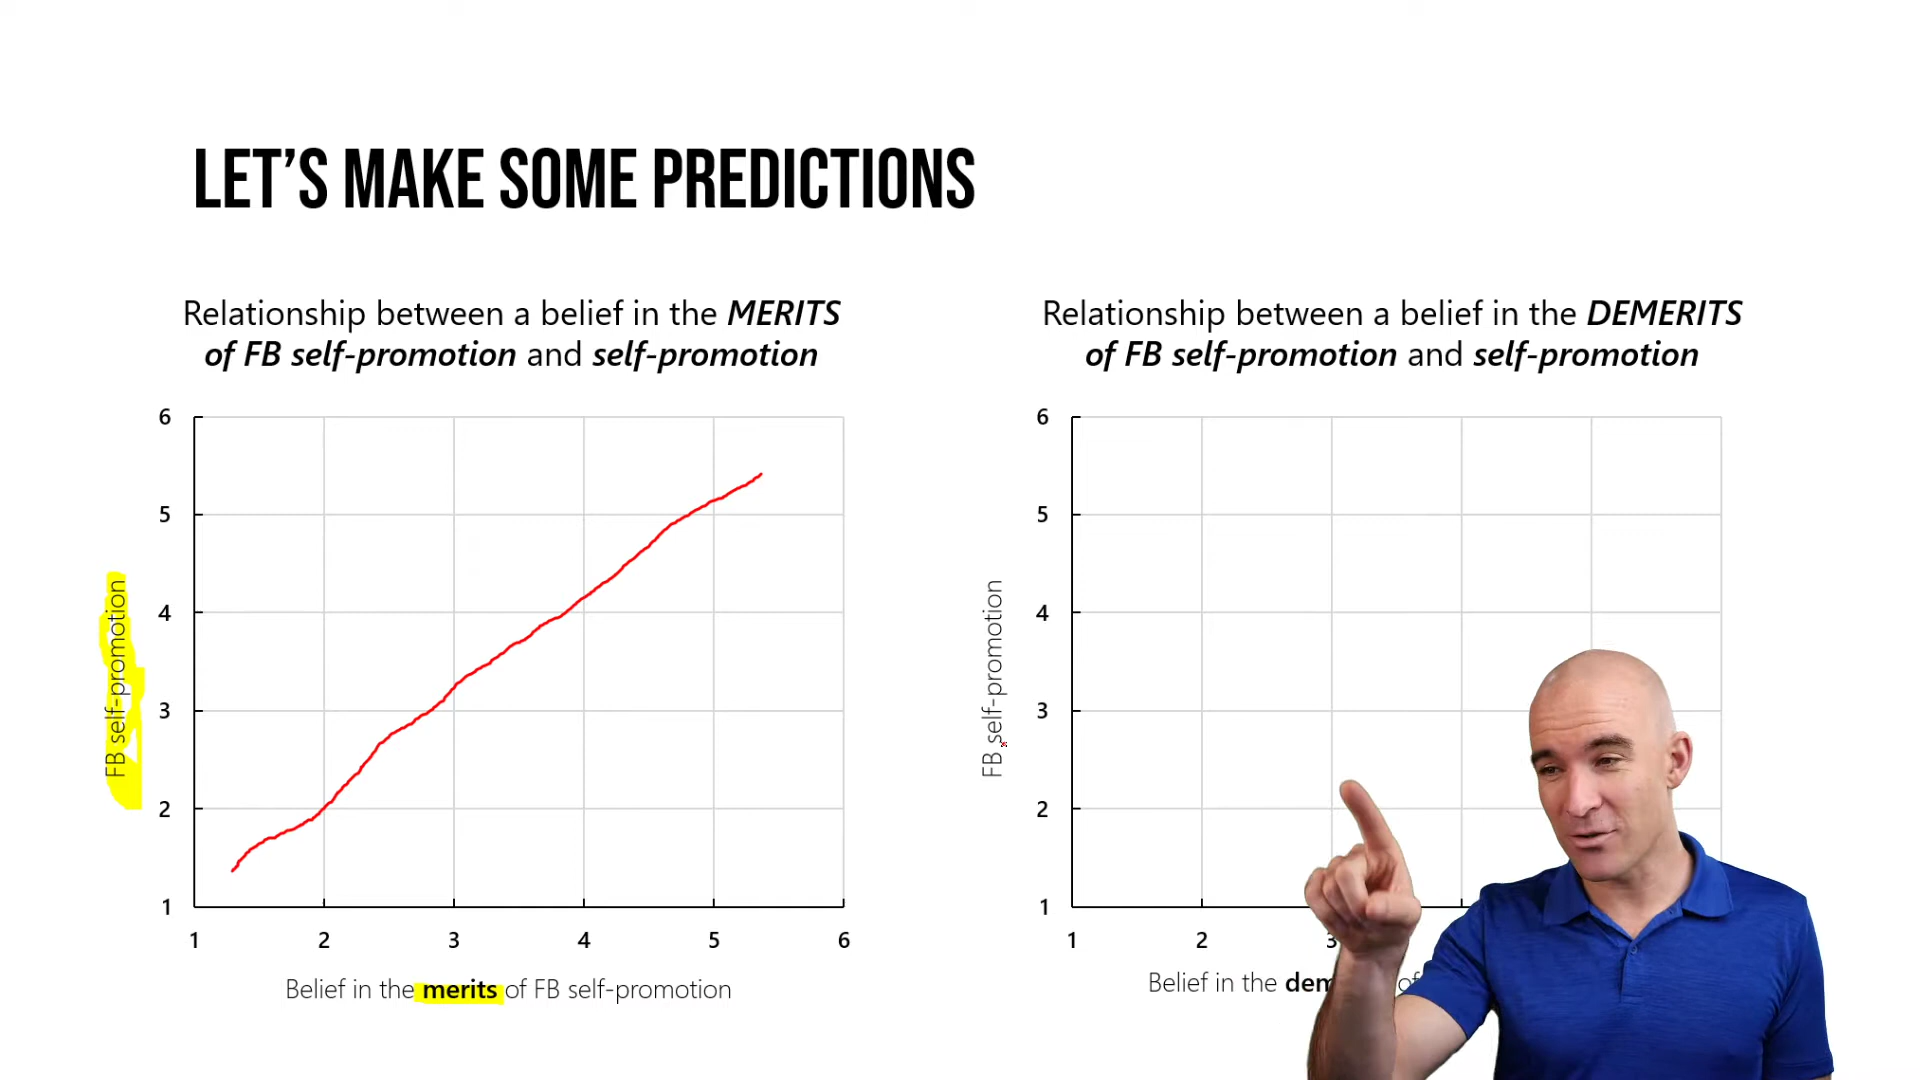 LET'S MAKE SOME PREDICTIONS
Relationship between a belief in the MERITS
of FB self-promotion and self-promotion
6
5
4
3
2
1
FB self-promotion
1 2 3 4 5 6
Belief in the merits of FB self-promotion
Relationship between a belief in the DEMERITS
of FB self-promotion and self-promotion
6
5
4
3
2
1
FB self-promotion
1 2 3
Belief in the dem of